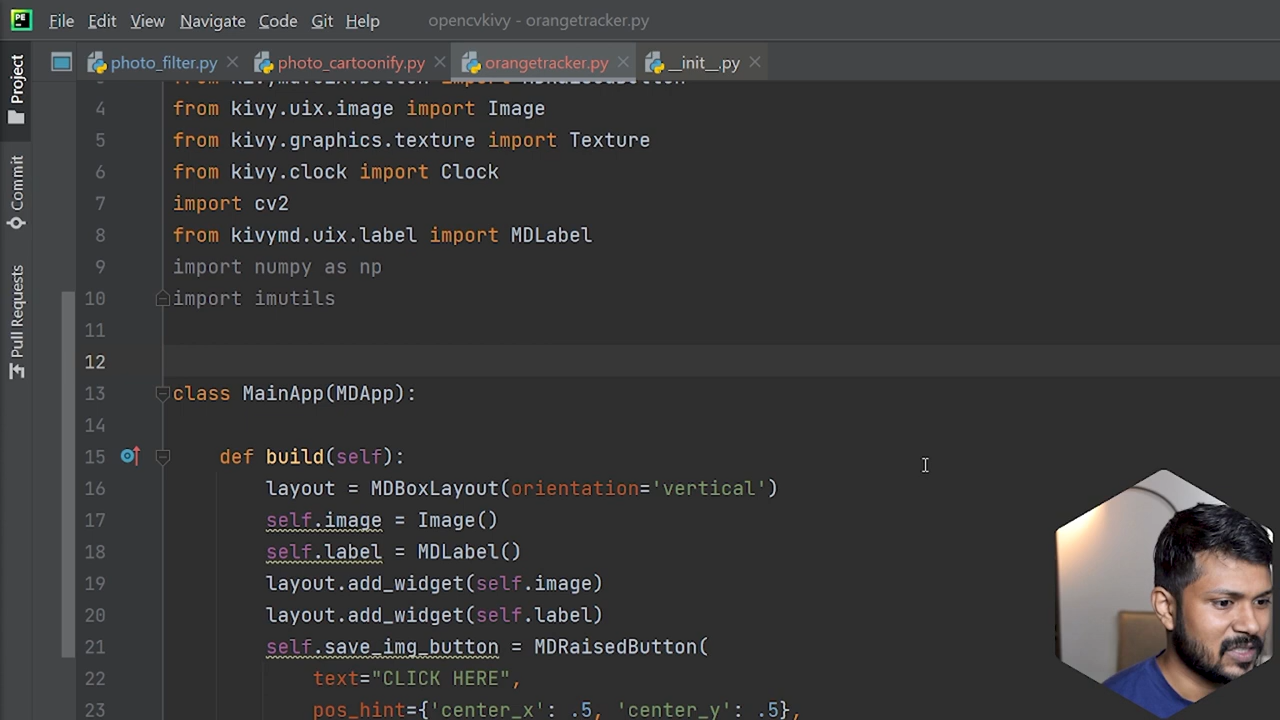 PE File Edit View Navigate Code Git Help opencvkivy - orangetracker.py
photo_filter.py photo_cartoonify.py orangetracker.py __init__.py
Project
Commit
Pull Requests
4 from kivy.uix.image import Image
5 from kivy.graphics.texture import Texture
6 from kivy.clock import Clock
7 import cv2
8 from kivymd.uix.label import MDLabel
9 import numpy as np
10 import imutils
11
12
13 class MainApp(MDApp):
14
15 def build(self):
16 layout = MDBoxLayout(orientation='vertical')
17 self.image = Image()
18 self.label = MDLabel()
19 layout.add_widget(self.image)
20 layout.add_widget(self.label)
21 self.save_img_button = MDRaisedButton(
22 text="CLICK HERE",
23 pos_hint={'center_x': .5, 'center_y': .5},